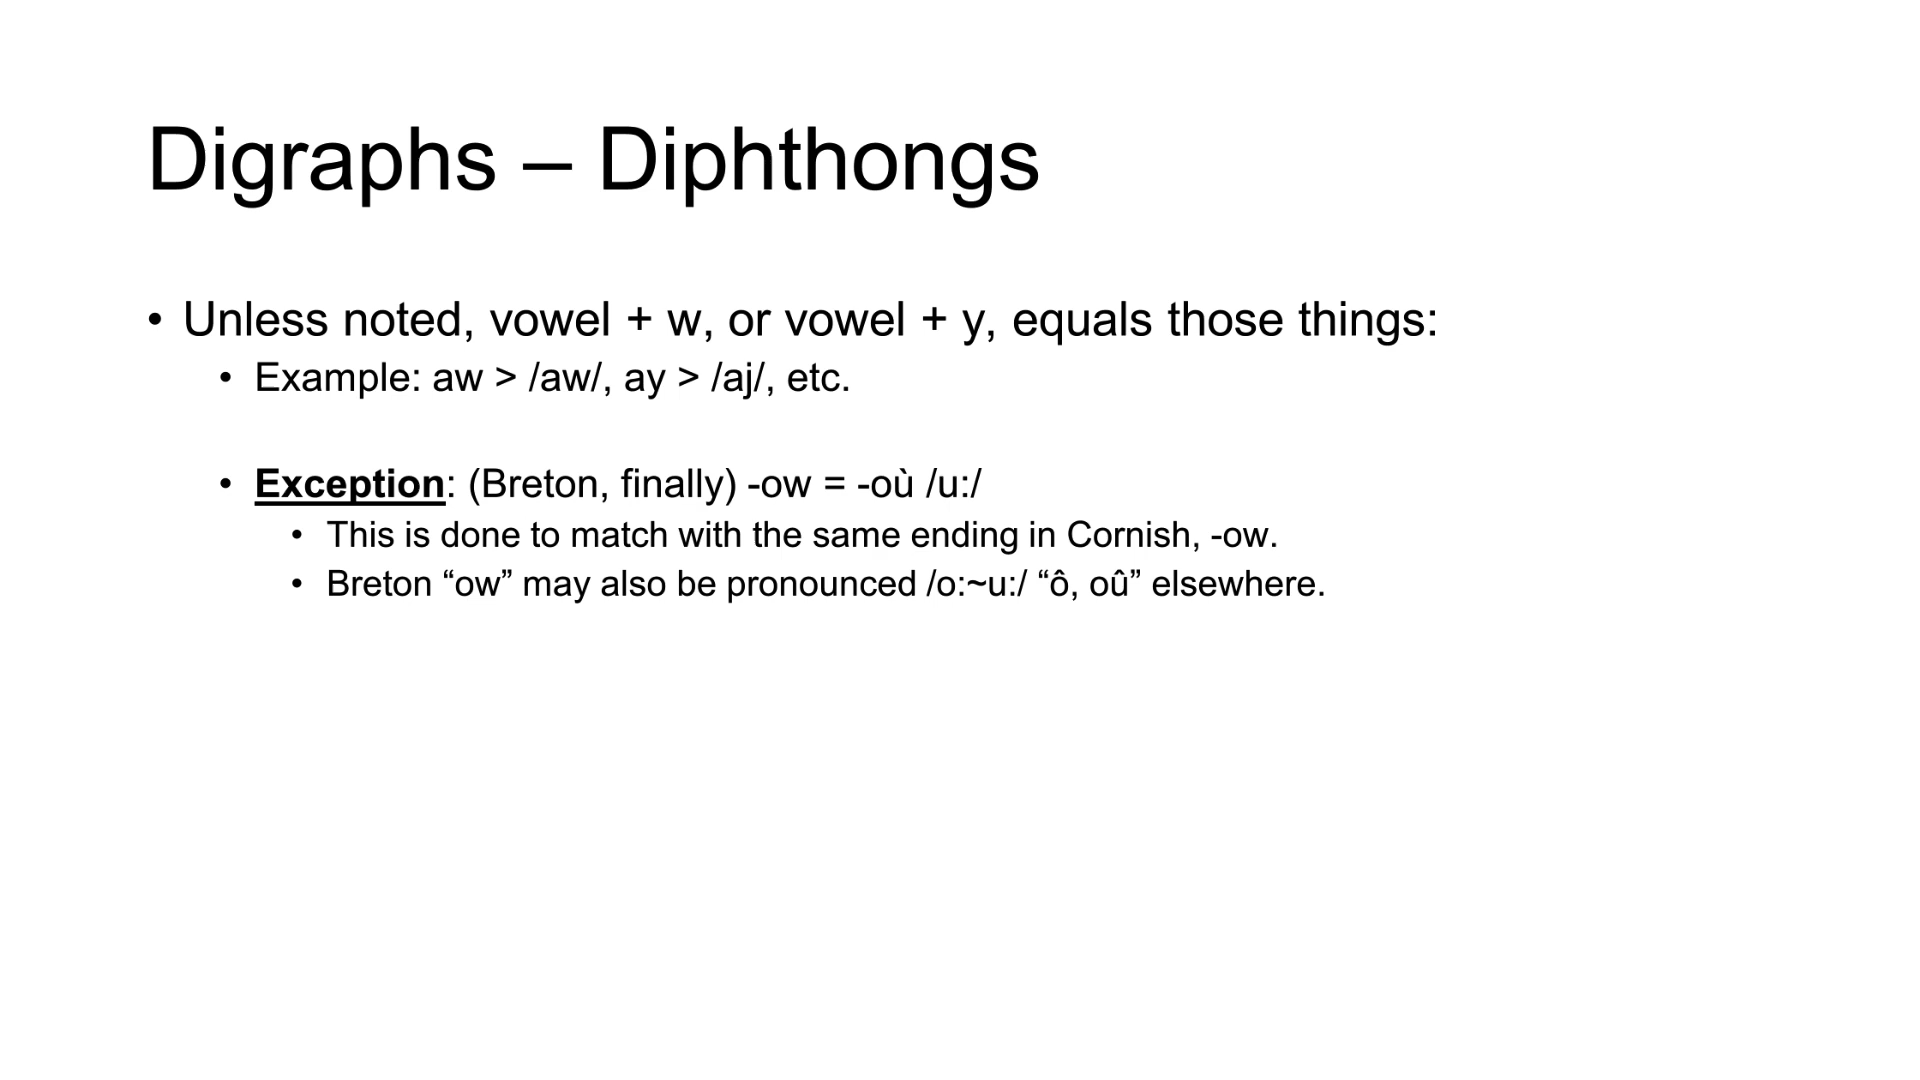 Digraphs – Diphthongs
• Unless noted, vowel + w, or vowel + y, equals those things:
• Example: aw > /aw/, ay > /aj/, etc.
• Exception: (Breton, finally) -ow = -où /u:/
• This is done to match with the same ending in Cornish, -ow.
• Breton “ow” may also be pronounced /o:~u:/ “ô, oû” elsewhere.